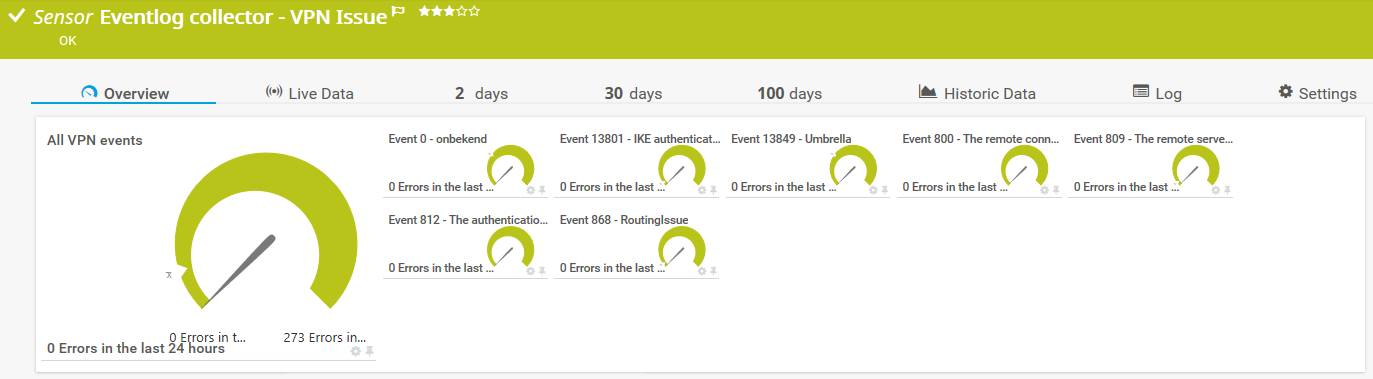 Sensor Eventlog collector - VPN Issue
OK
Overview
Live Data
2 days
30 days
100 days
Historic Data
Log
Settings
All VPN events
0 Errors in t...
273 Errors in...
0 Errors in the last 24 hours
Event 0 - onbekend
0 Errors in the last ...
Event 13801 - IKE authenticat...
0 Errors in the last ...
Event 13849 - Umbrella
0 Errors in the last ...
Event 800 - The remote conn...
0 Errors in the last ...
Event 809 - The remote serve...
0 Errors in the last ...
Event 812 - The authenticatio...
0 Errors in the last ...
Event 868 - RoutingIssue
0 Errors in the last ...